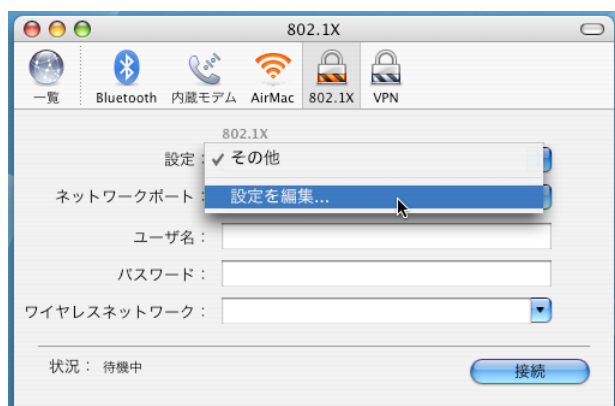 802.1X
一覧 Bluetooth 内蔵モデム AirMac 802.1X VPN
802.1X
設定: ✓ その他
設定を編集...
ネットワークポート:
ユーザ名:
パスワード:
ワイヤレスネットワーク:
状況: 待機中
接続